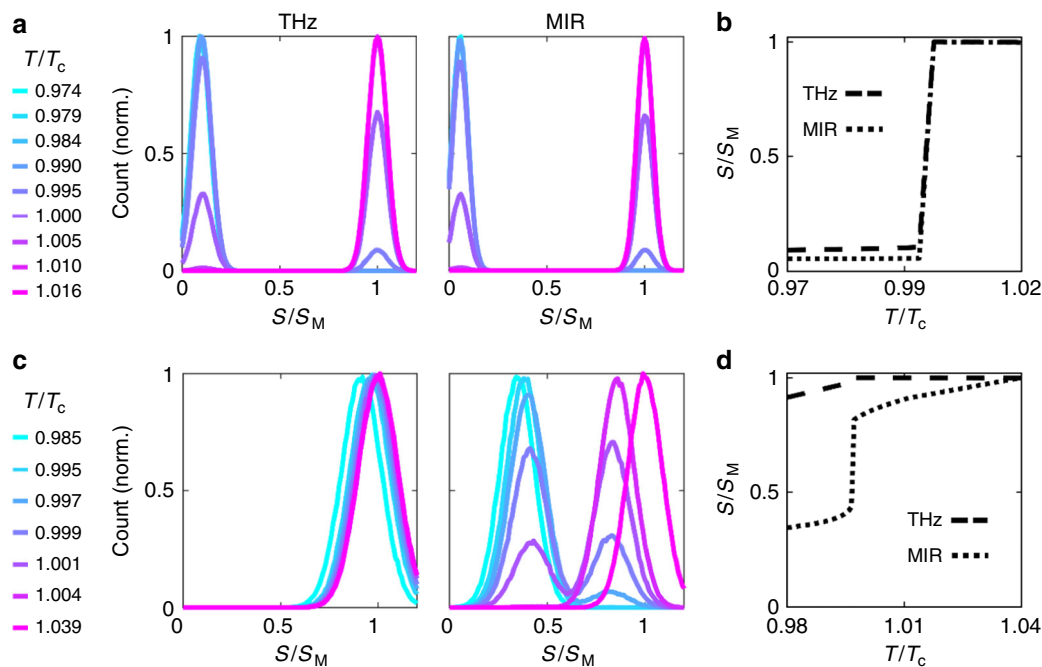 a
THz
MIR
b
T/Tc
0.974
0.979
0.984
0.990
0.995
1.000
1.005
1.010
1.016
Count (norm.)
1
0.5
0
0 0.5 1
S/SM
0 0.5 1
S/SM
S/SM
1
0.5
0
THz
MIR
0.97 0.99 1.02
T/Tc
c
d
T/Tc
0.985
0.995
0.997
0.999
1.001
1.004
1.039
Count (norm.)
1
0.5
0
0 0.5 1
S/SM
0 0.5 1
S/SM
S/SM
1
0.5
0
THz
MIR
0.98 1.01 1.04
T/Tc